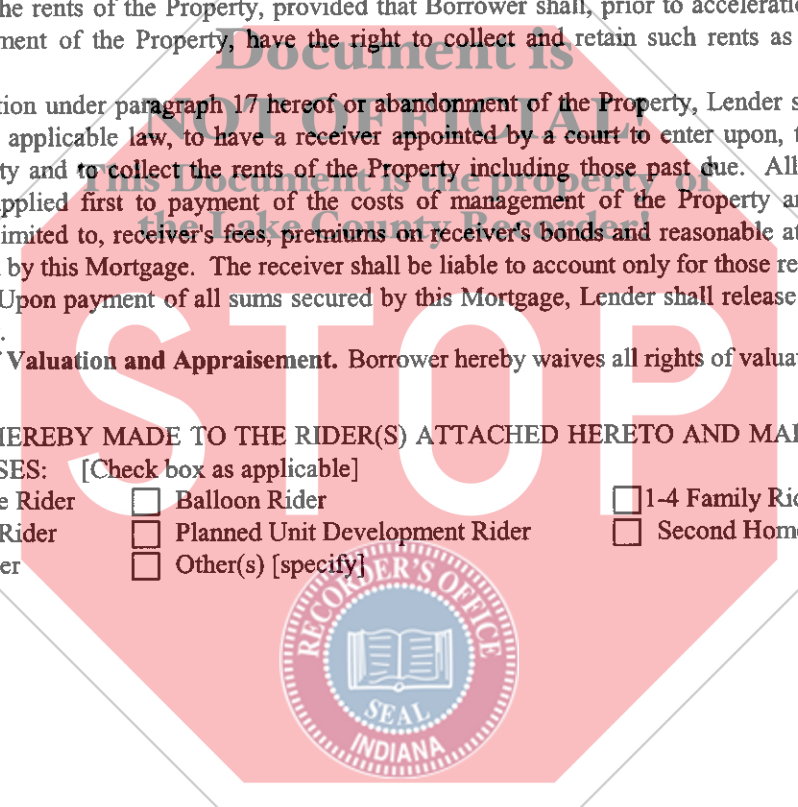 he rents of the Property, provided that Borrower shall, prior to acceleratio
ment of the Property, have the right to collect and retain such rents as
Document is
tion under paragraph 17 hereof or abandonment of the Property, Lender s
NOT OFFICIAL!
applicable law, to have a receiver appointed by a court to enter upon, t
ty and to collect the rents of the Property including those past due. All
This Document is the property of
pplied first to payment of the costs of management of the Property an
the Lake County Recorder!
imited to, receiver's fees, premiums on receiver's bonds and reasonable at
by this Mortgage. The receiver shall be liable to account only for those re
Upon payment of all sums secured by this Mortgage, Lender shall release
.
STOP
Valuation and Appraisement. Borrower hereby waives all rights of valua
HEREBY MADE TO THE RIDER(S) ATTACHED HERETO AND MA
SES: [Check box as applicable]
e Rider ☐ Balloon Rider ☐ 1-4 Family Ric
Rider ☐ Planned Unit Development Rider ☐ Second Hom
er ☐ Other(s) [specify]
RECORDER'S OFFICE
SEAL
INDIANA